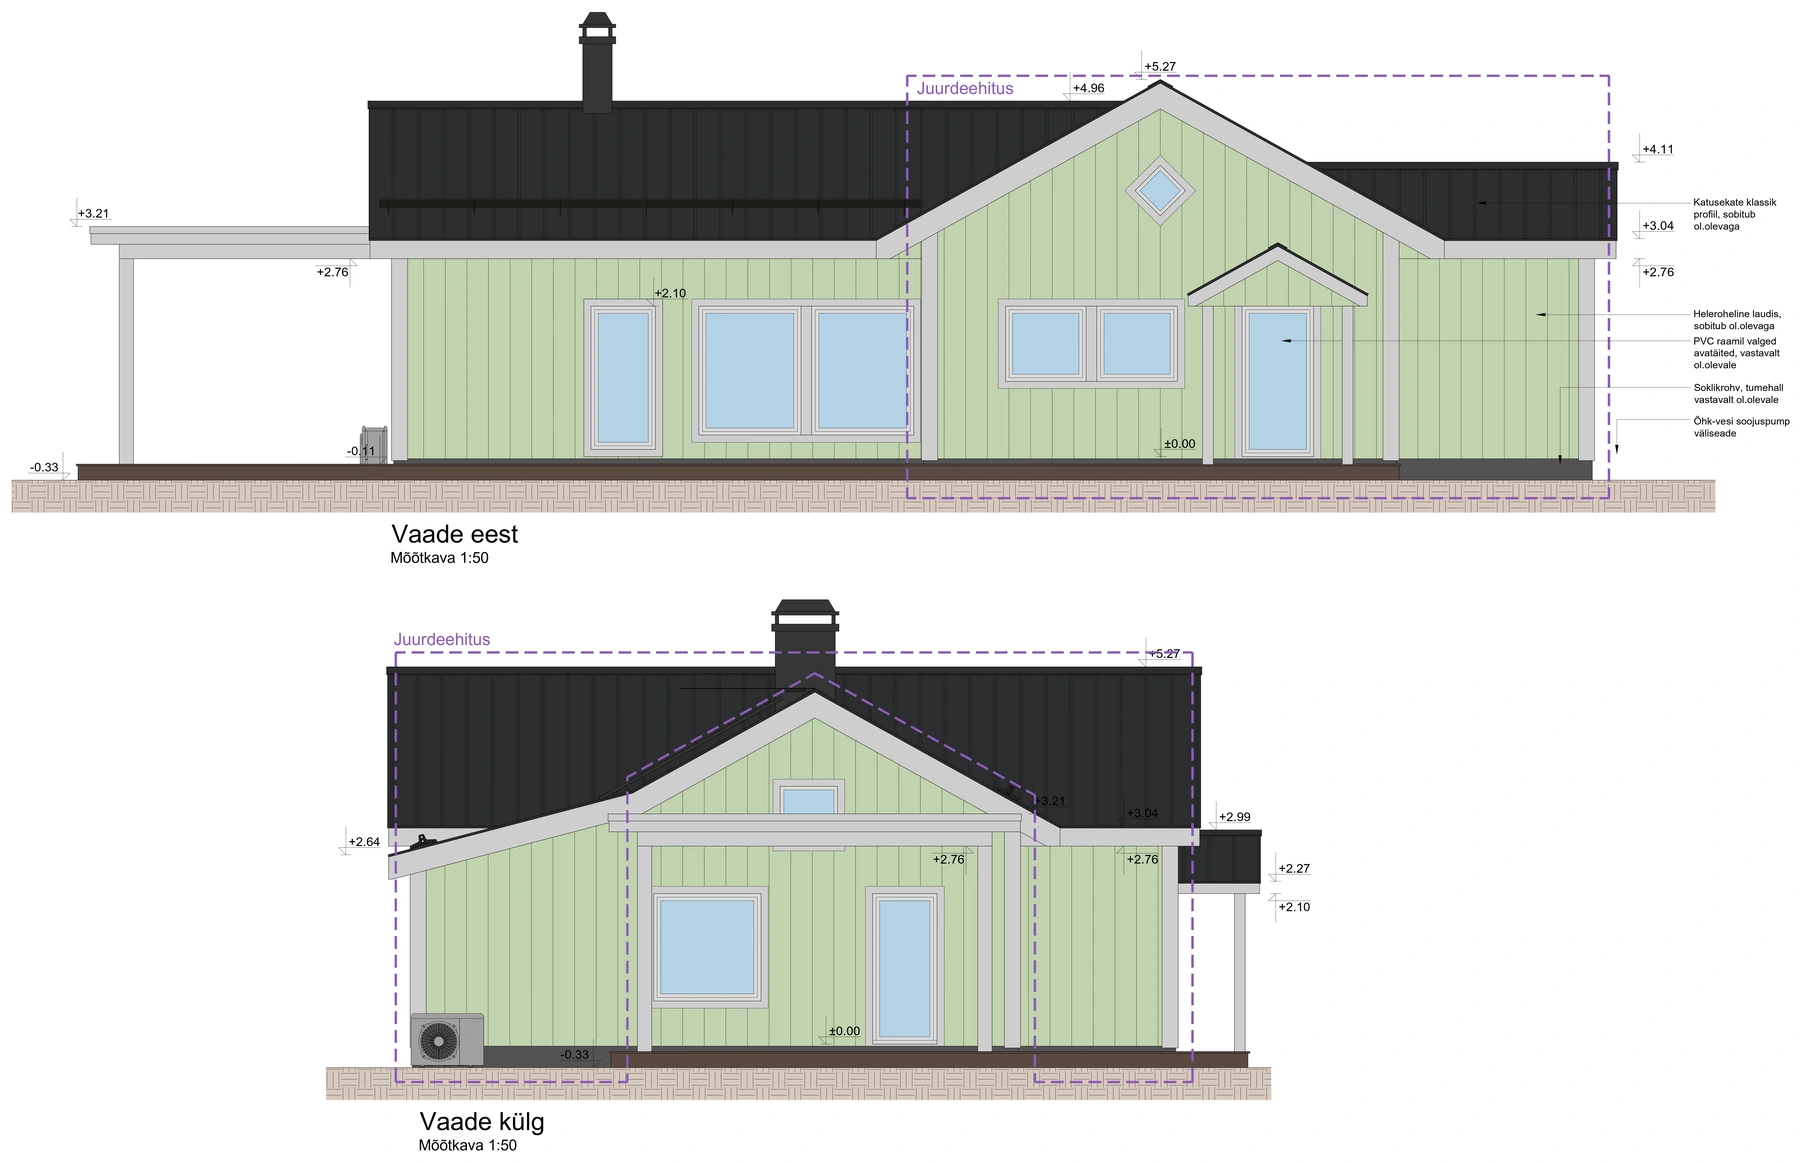 +5.27
Juurdeehitus
+4.96
+4.11
Katusekate klassik
profiil, sobitub
ol.olevaga
+3.21
+3.04
+2.76
+2.76
+2.10
Heleroheline laudis,
sobitub ol.olevaga
PVC raamil valged
avatäited, vastavalt
ol.olevale
Soklikrohv, tumehall
vastavalt ol.olevale
Õhk-vesi soojuspump
väliseade
±0.00
-0.11
-0.33
Vaade eest
Mõõtkava 1:50
Juurdeehitus
+5.27
+3.21
+3.04
+2.99
+2.64
+2.76
+2.76
+2.27
+2.10
±0.00
-0.33
Vaade külg
Mõõtkava 1:50